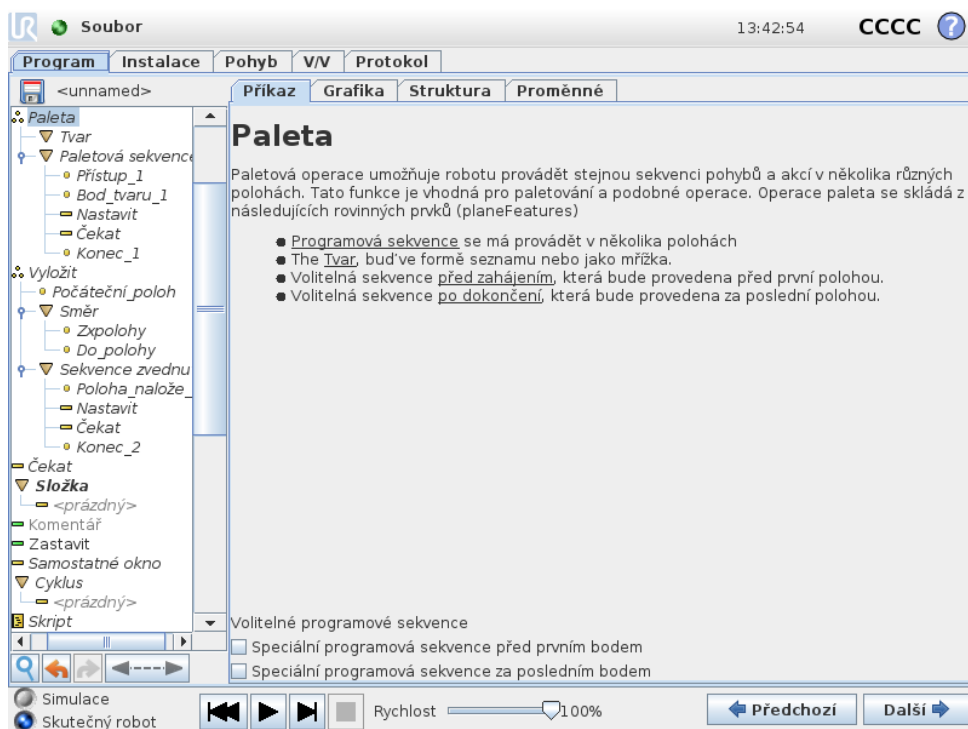 UR Soubor 13:42:54 CCCC ?
Program Instalace Pohyb V/V Protokol
<unnamed>
Příkaz Grafika Struktura Proměnné
Paleta
Tvar
Paletová sekvence
Přístup_1
Bod_tvaru_1
Nastavit
Čekat
Konec_1
Vyložit
Počáteční_poloh
Směr
Zxpolohy
Do_polohy
Sekvence zvednu
Poloha_nalože_
Nastavit
Čekat
Konec_2
Čekat
Složka
<prázdný>
Komentář
Zastavit
Samostatné okno
Cyklus
<prázdný>
Skript
Paleta
Paletová operace umožňuje robotu provádět stejnou sekvenci pohybů a akcí v několika různých
polohách. Tato funkce je vhodná pro paletování a podobné operace. Operace paleta se skládá z
následujících rovinných prvků (planeFeatures)
Programová sekvence se má provádět v několika polohách
The Tvar, buď've formě seznamu nebo jako mřížka.
Volitelná sekvence před zahájením, která bude provedena před první polohou.
Volitelná sekvence po dokončení, která bude provedena za poslední polohou.
Volitelné programové sekvence
Speciální programová sekvence před prvním bodem
Speciální programová sekvence za posledním bodem
Simulace
Skutečný robot
Rychlost 100%
Předchozí Další